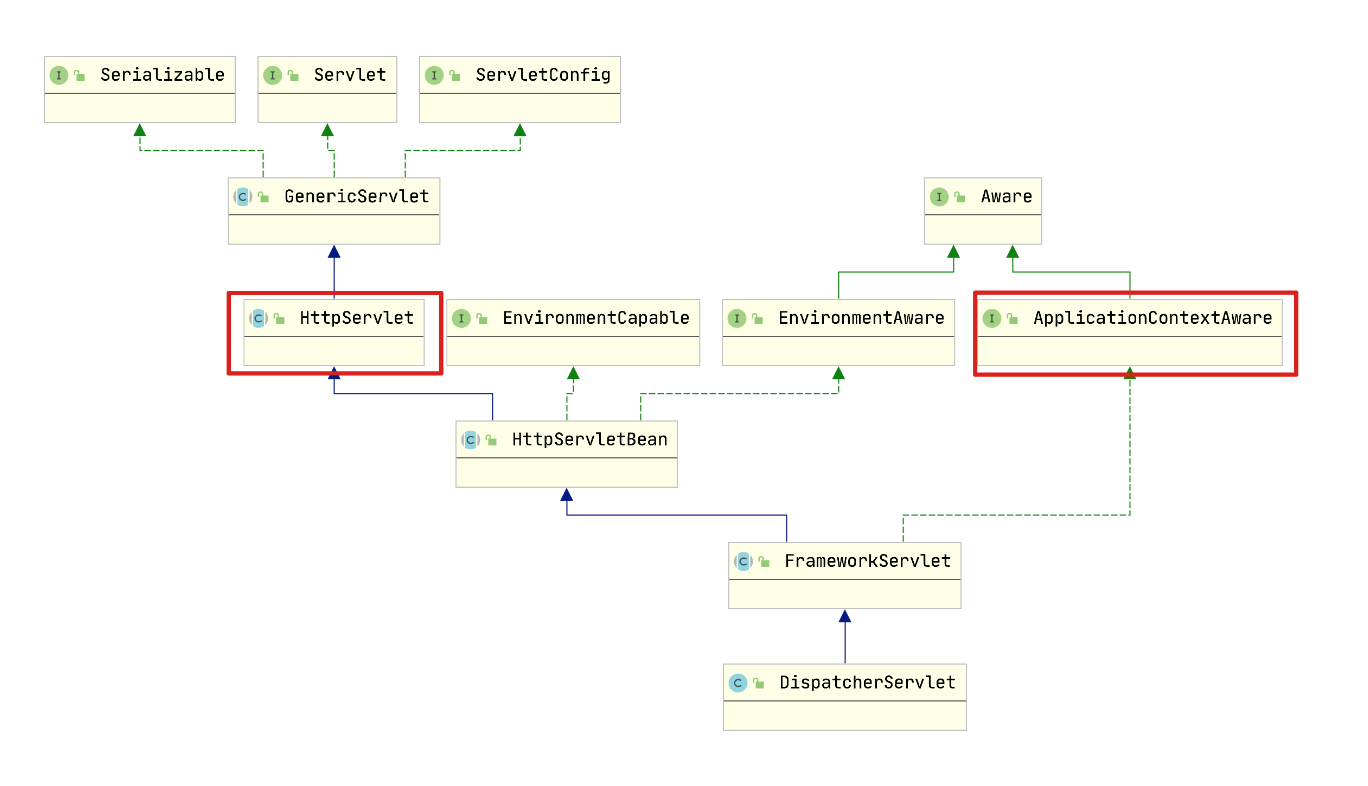 I Serializable
I Servlet
I ServletConfig
C GenericServlet
I Aware
C HttpServlet
I EnvironmentCapable
I EnvironmentAware
I ApplicationContextAware
C HttpServletBean
C FrameworkServlet
C DispatcherServlet